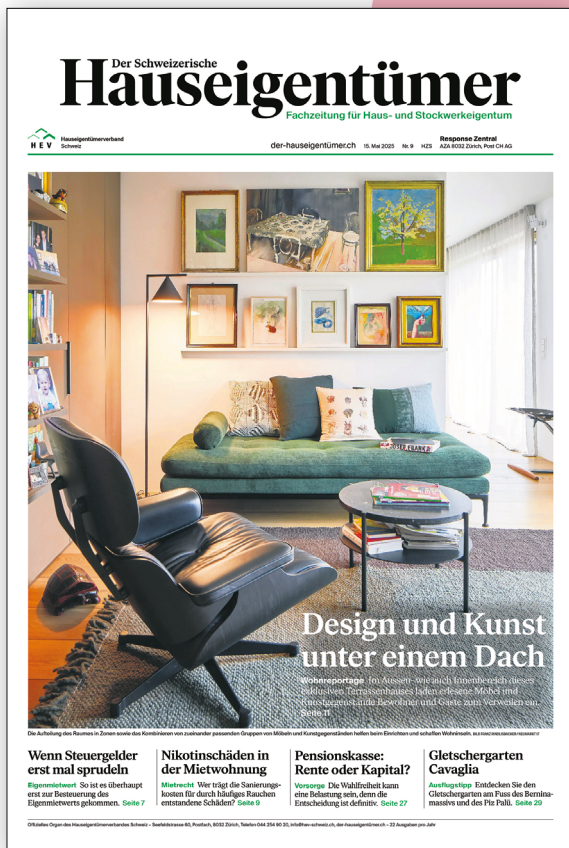 Der Schweizerische
Hauseigentümer
Fachzeitung für Haus- und Stockwerkeigentum
HEV
Hauseigentümerverband
Schweiz
der-hauseigentümer.ch 15. Mai 2025 Nr. 9 HZS
Response Zentral
AZA 8032 Zürich, Post CH AG
JOSEF FRANK
Design und Kunst
unter einem Dach
Wohnreportage Im Aussen- wie auch Innenbereich dieses
exklusiven Terrassenhauses laden erlesene Möbel und
Kunstgegenstände Bewohner und Gäste zum Verweilen ein.
Seite 11
Die Aufteilung des Raumes in Zonen sowie das Kombinieren von zueinander passenden Gruppen von Möbeln und Kunstgegenständen helfen beim Einrichten und schaffen Wohninseln.
Wenn Steuergelder
erst mal sprudeln
Eigenmietwert So ist es überhaupt
erst zur Besteuerung des
Eigenmietwerts gekommen. Seite 7
Nikotinschäden in
der Mietwohnung
Mietrecht Wer trägt die Sanierungs-
kosten für durch häufiges Rauchen
entstandene Schäden? Seite 9
Pensionskasse:
Rente oder Kapital?
Vorsorge Die Wahlfreiheit kann
eine Belastung sein, denn die
Entscheidung ist definitiv. Seite 27
Gletschergarten
Cavaglia
Ausflugstipp Entdecken Sie den
Gletschergarten am Fuss des Bernina-
massivs und des Piz Palü. Seite 29
Offizielles Organ des Hauseigentümerverbandes Schweiz – Seefeldstrasse 60, Postfach, 8032 Zürich, Telefon 044 254 90 20, info@hev-schweiz.ch, der-hauseigentümer.ch – 22 Ausgaben pro Jahr